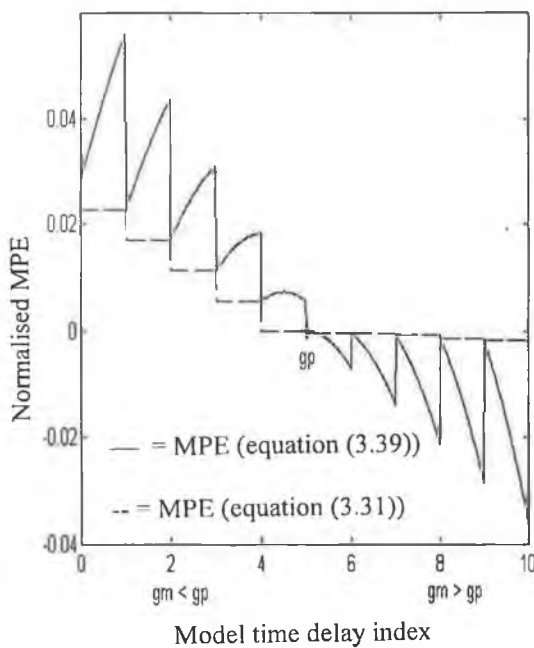 0.04
0.02
0
-0.02
-0.04
Normalised MPE
gp
— = MPE (equation (3.39))
-- = MPE (equation (3.31))
0 2 4 6 8 10
gm < gp gm > gp
Model time delay index